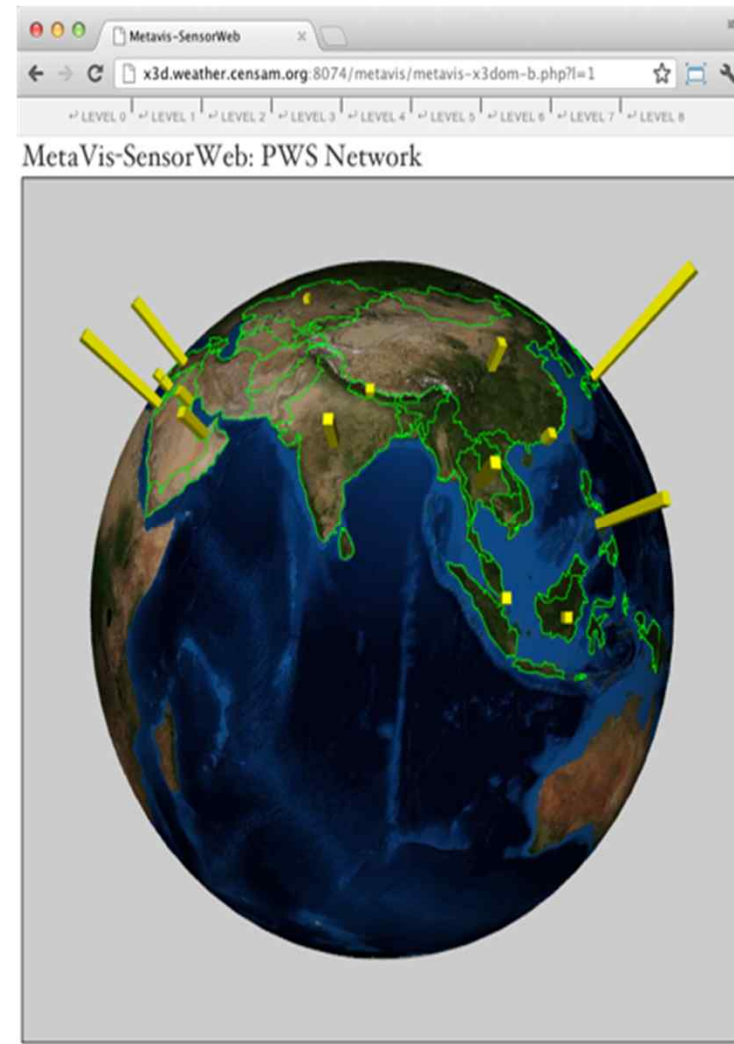 Metavis-SensorWeb
x3d.weather.censam.org:8074/metavis/metavis-x3dom-b.php?l=1
↵ LEVEL 0 ↵ LEVEL 1 ↵ LEVEL 2 ↵ LEVEL 3 ↵ LEVEL 4 ↵ LEVEL 5 ↵ LEVEL 6 ↵ LEVEL 7 ↵ LEVEL 8
MetaVis-SensorWeb: PWS Network